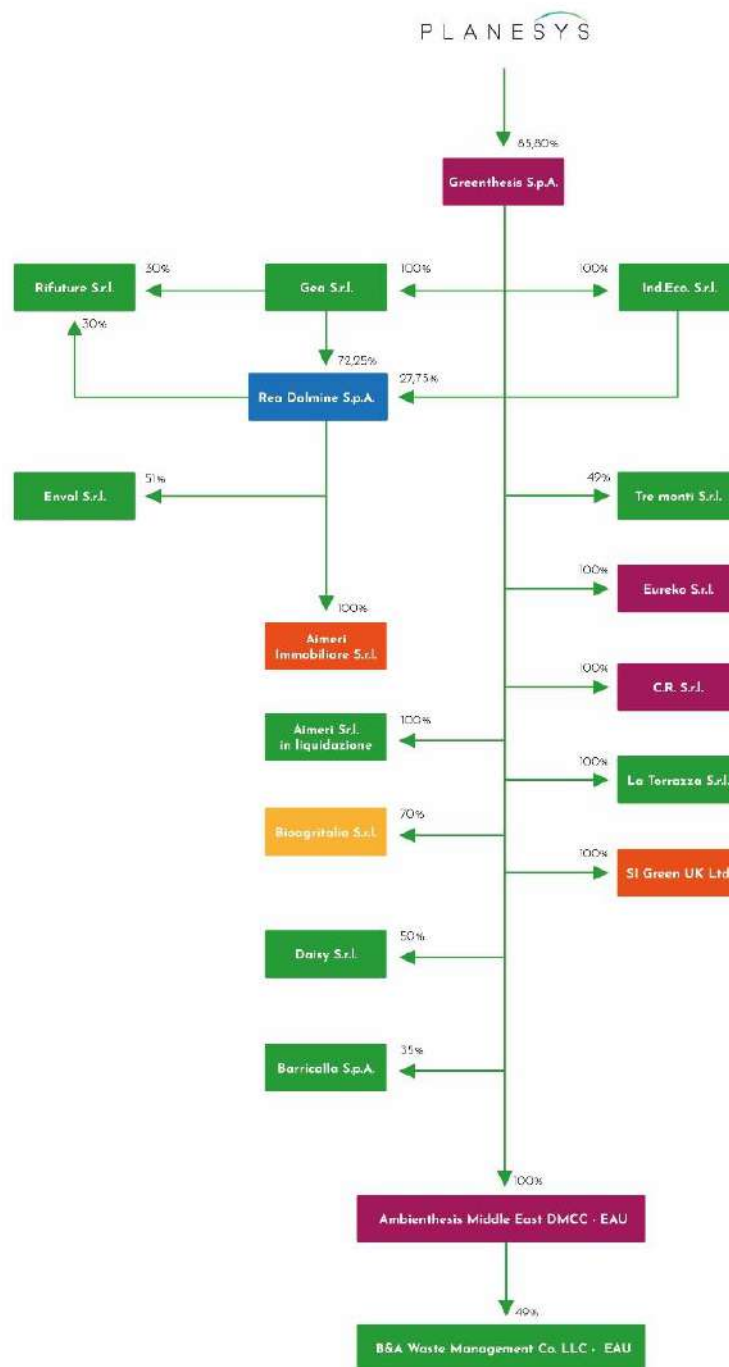 PLANESYS
85,80%
Greenthesis S.p.A.
30%
100%
100%
Rifuture S.r.l.
Gea S.r.l.
Ind.Eco. S.r.l.
30%
72,25%
27,75%
Rea Dalmine S.p.A.
51%
49%
Enval S.r.l.
Tre monti S.r.l.
100%
Eureko S.r.l.
100%
Aimeri
Immobiliare S.r.l.
100%
C.R. S.r.l.
100%
Aimeri S.r.l.
in liquidazione
100%
La Torrazza S.r.l.
70%
Bioagritalia S.r.l.
100%
SI Green UK Ltd
50%
Daisy S.r.l.
35%
Barricalla S.p.A.
100%
Ambienthesis Middle East DMCC - EAU
49%
B&A Waste Management Co. LLC - EAU